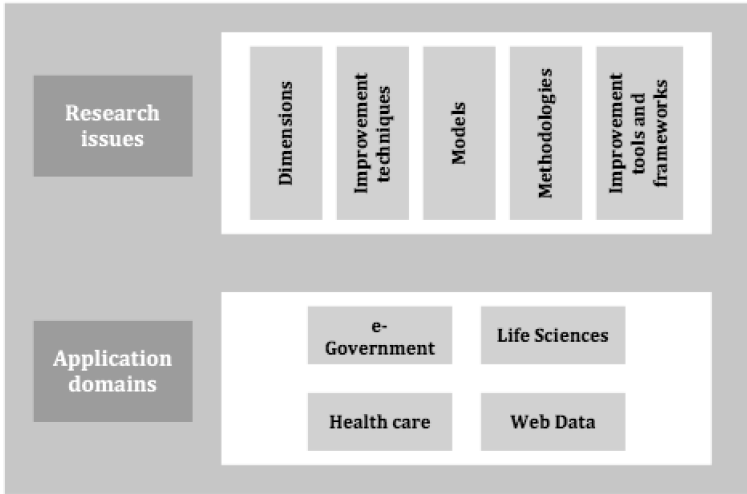 Research
issues
Dimensions
Improvement
techniques
Models
Methodologies
Improvement
tools and
frameworks
Application
domains
e-
Government
Life Sciences
Health care
Web Data